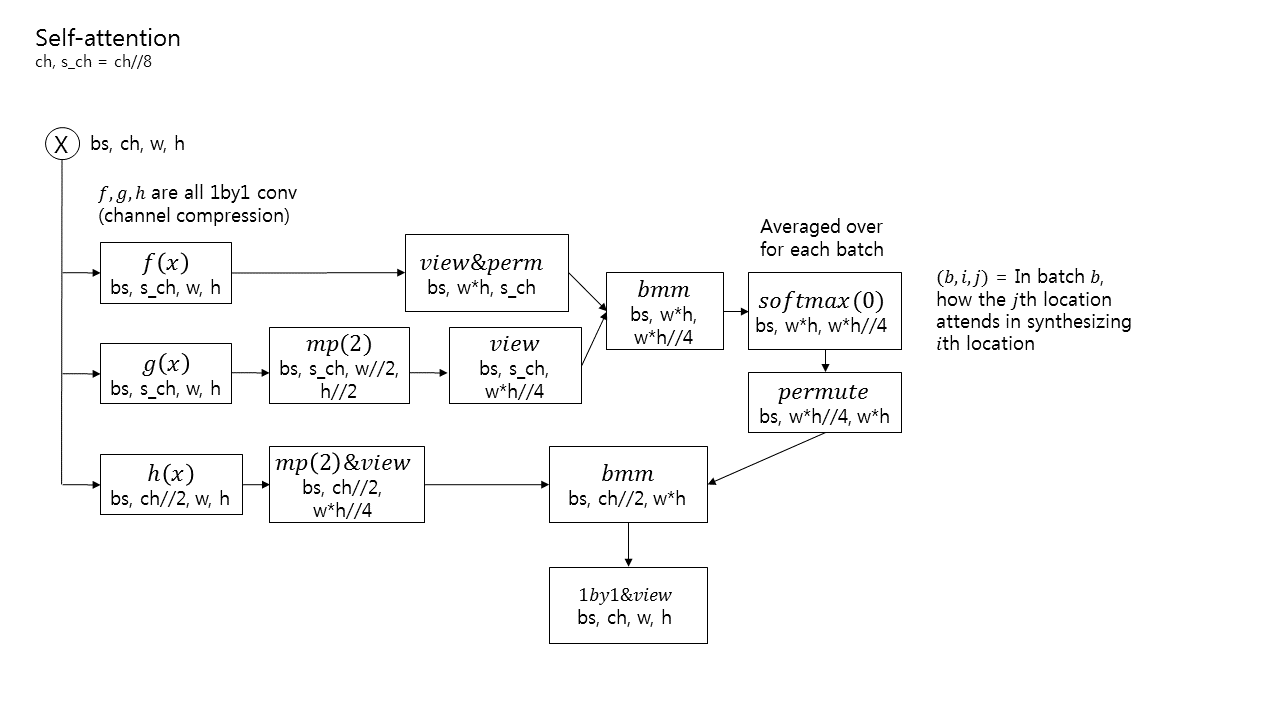 Self-attention
ch, s_ch = ch//8
X
bs, ch, w, h
f, g, h are all 1by1 conv
(channel compression)
f(x)
bs, s_ch, w, h
view&perm
bs, w*h, s_ch
g(x)
bs, s_ch, w, h
mp(2)
bs, s_ch, w//2,
h//2
view
bs, s_ch,
w*h//4
bmm
bs, w*h,
w*h//4
Averaged over
for each batch
softmax(0)
bs, w*h, w*h//4
(b, i, j) = In batch b,
how the jth location
attends in synthesizing
ith location
permute
bs, w*h//4, w*h
h(x)
bs, ch//2, w, h
mp(2)&view
bs, ch//2,
w*h//4
bmm
bs, ch//2, w*h
1by1&view
bs, ch, w, h